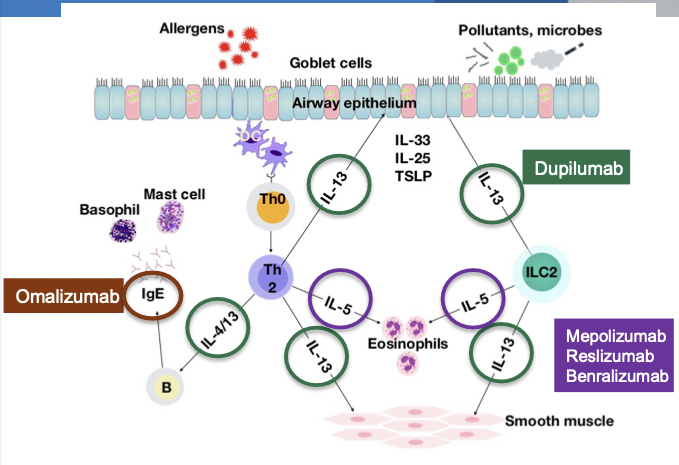 Allergens
Pollutants, microbes
Goblet cells
Airway epithelium
DC
IL-33
IL-25
TSLP
Dupilumab
IL-13
IL-13
Mast cell
Basophil
Th0
Th
2
ILC2
Omalizumab
IgE
IL-5
IL-5
IL-4/13
IL-13
IL-13
Eosinophils
Mepolizumab
Reslizumab
Benralizumab
B
Smooth muscle